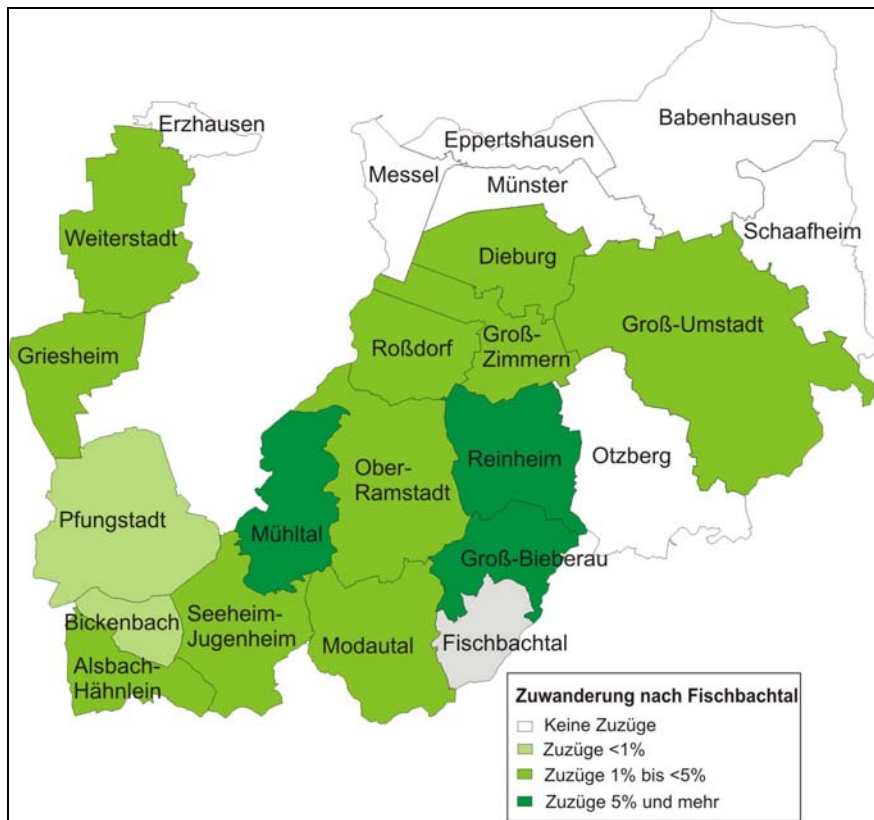 Erzhausen
Babenhausen
Eppertshausen
Messel
Münster
Schaafheim
Weiterstadt
Dieburg
Groß-Umstadt
Griesheim
Roßdorf
Groß-
Zimmern
Reinheim
Otzberg
Ober-
Ramstadt
Pfungstadt
Mühltal
Groß-Bieberau
Bickenbach
Seeheim-
Jugenheim
Modautal
Fischbachtal
Alsbach-
Hähnlein
Zuwanderung nach Fischbachtal
Keine Zuzüge
Zuzüge <1%
Zuzüge 1% bis <5%
Zuzüge 5% und mehr